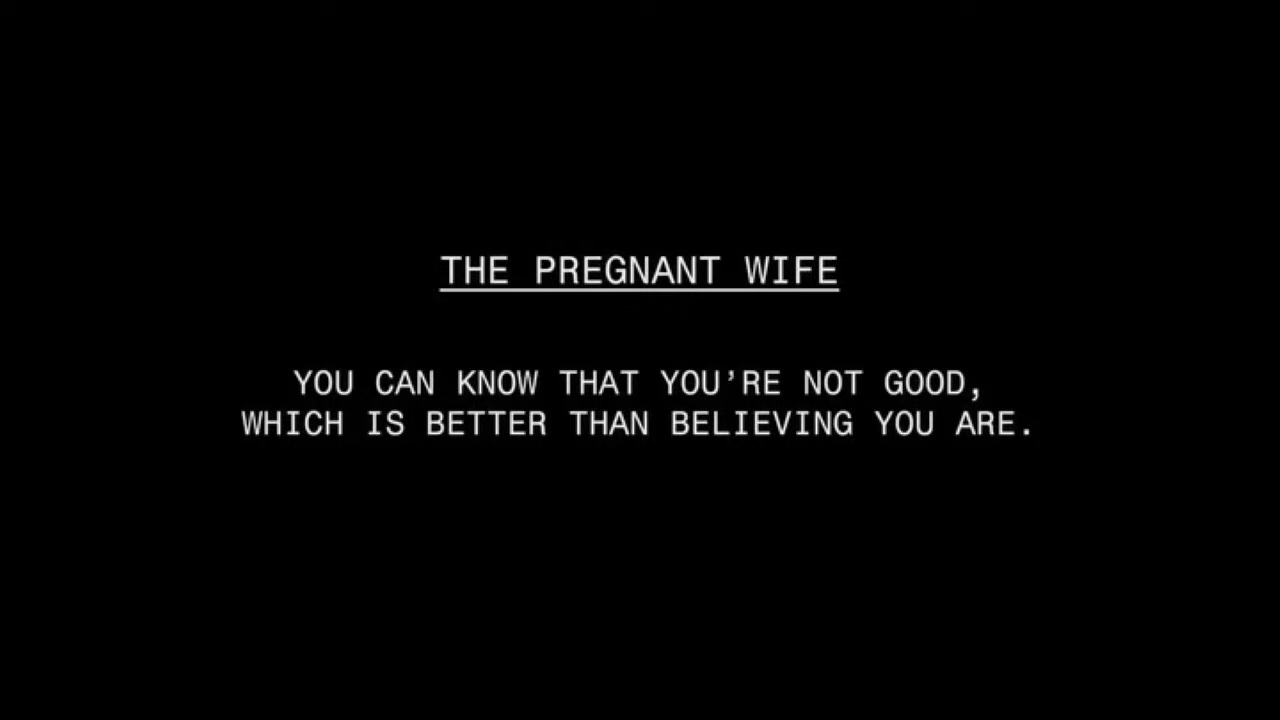 THE PREGNANT WIFE
YOU CAN KNOW THAT YOU’RE NOT GOOD,
WHICH IS BETTER THAN BELIEVING YOU ARE.